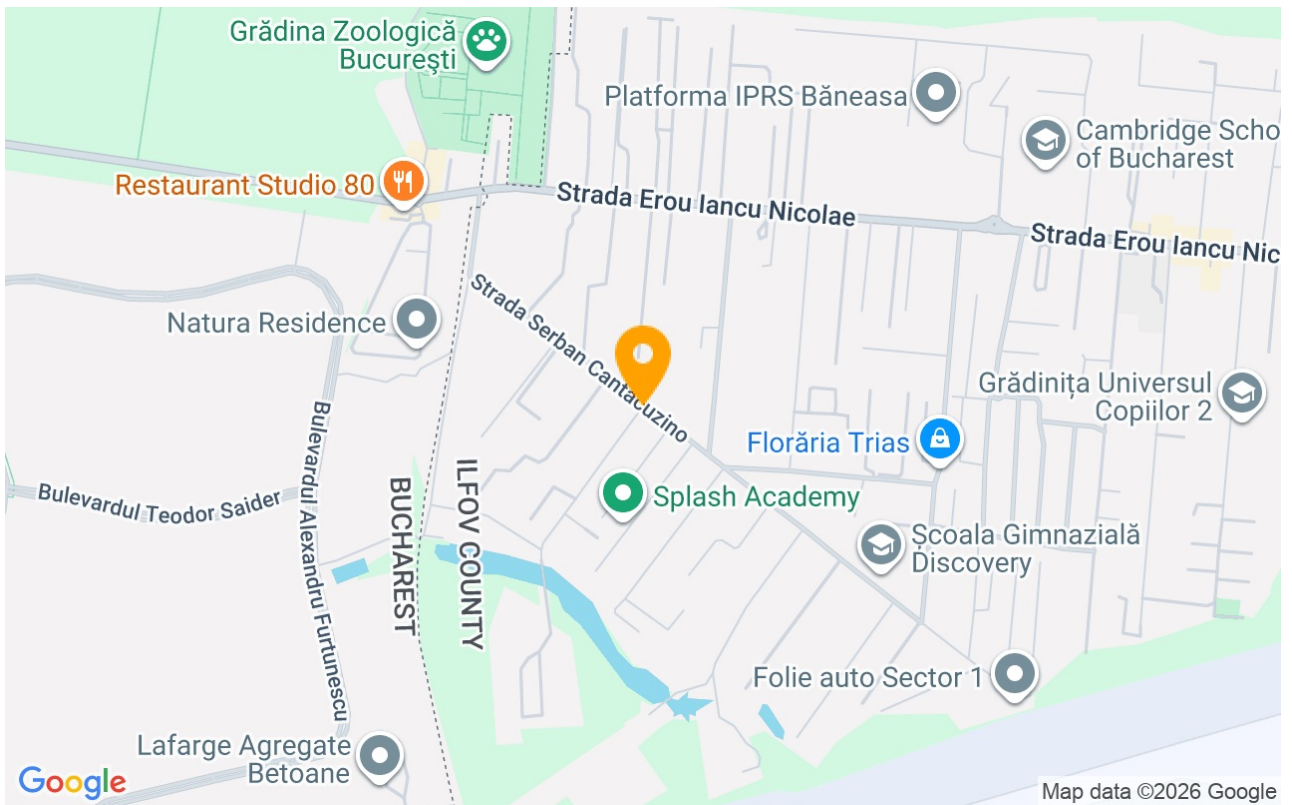 Grădina Zoologică
București
Platforma IPRS Băneasa
Cambridge Scho
of Bucharest
Restaurant Studio 80
Strada Erou Iancu Nicolae
Strada Erou Iancu Nic
Strada Serban Cantacuzino
Natura Residence
Grădinița Universul
Copiilor 2
Florăria Trias
Bulevardul Teodor Saider
Bulevardul Alexandru Furtunescu
BUCHAREST
ILFOV COUNTY
Splash Academy
Școala Gimnazială
Discovery
Folie auto Sector 1
Lafarge Agregate
Betoane
Google
Map data ©2026 Google